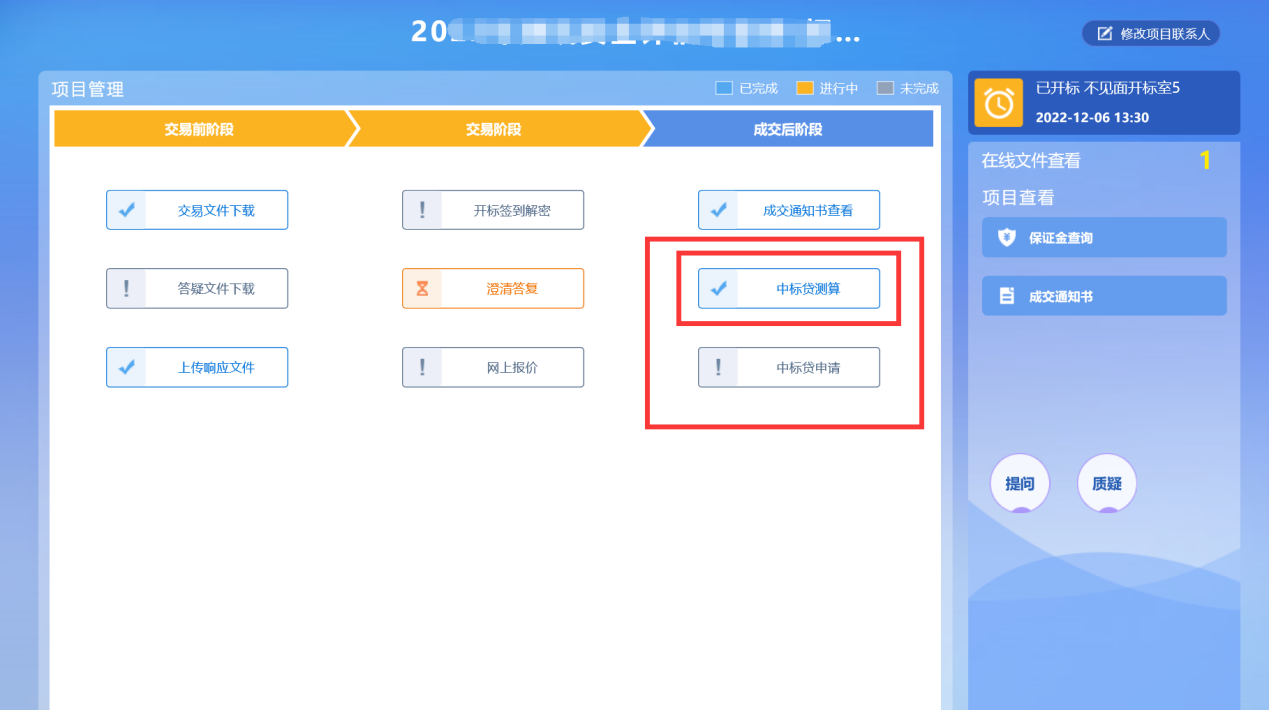 20
...
修改项目联系人
项目管理
已完成 进行中 未完成
交易前阶段 交易阶段 成交后阶段
交易文件下载 开标签到解密 成交通知书查看
答疑文件下载 澄清答复 中标贷测算
上传响应文件 网上报价 中标贷申请
已开标 不见面开标室5
2022-12-06 13:30
在线文件查看 1
项目查看
保证金查询
成交通知书
提问 质疑